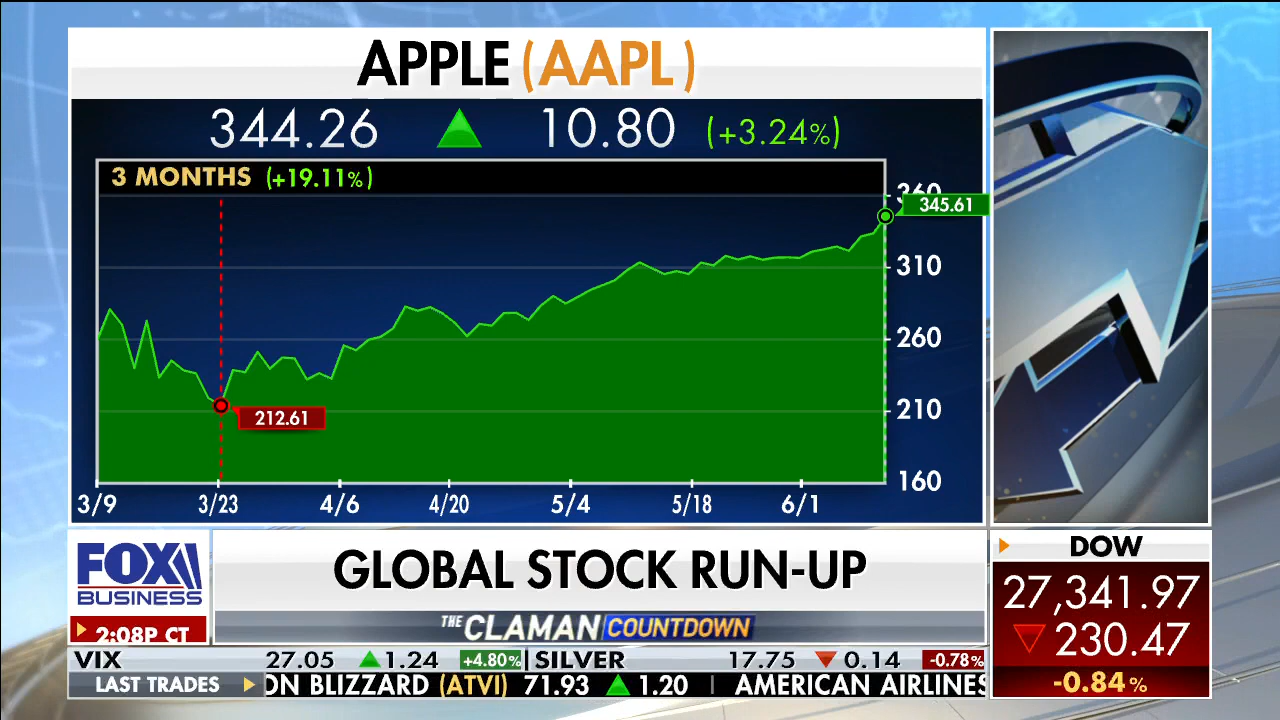 APPLE (AAPL)
344.26 ▲ 10.80 (+3.24%)
3 MONTHS (+19.11%)
360
345.61
310
260
212.61
210
160
3/9 3/23 4/6 4/20 5/4 5/18 6/1
FOX BUSINESS
2:08P CT
GLOBAL STOCK RUN-UP
THE CLAMAN COUNTDOWN
DOW
27,341.97
▼ 230.47
-0.84%
VIX 27.05 ▲ 1.24 +4.80% SILVER 17.75 ▼ 0.14 -0.78%
LAST TRADES ON BLIZZARD (ATVI) 71.93 ▲ 1.20 | AMERICAN AIRLINES